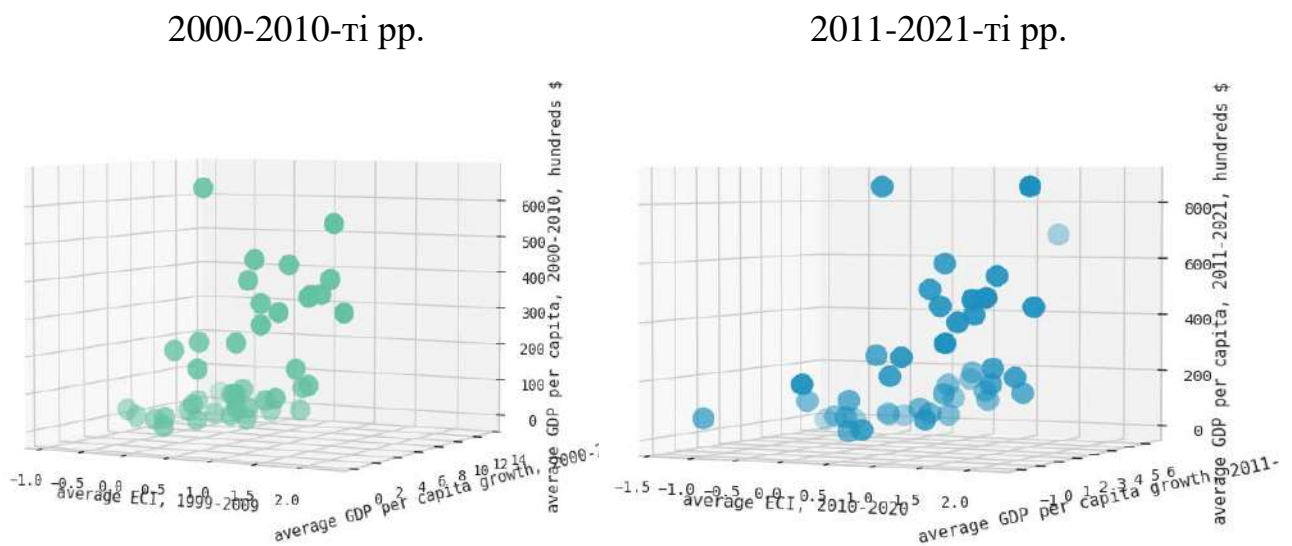 2000-2010-ті рр.
2011-2021-ті рр.
600
500
400
300
200
100
0
average GDP per capita, 2000-2010, hundreds $
-1.0 -0.5 0.0 0.5 1.0 1.5 2.0
average ECI, 1999-2009
0 2 4 6 8 10 12 14
average GDP per capita growth, 2000-
800
600
400
200
0
average GDP per capita, 2011-2021, hundreds $
-1.5 -1.0 -0.5 0.0 0.5 1.0 1.5 2.0
average ECI, 2010-2020
-1 0 1 2 3 4 5 6
average GDP per capita growth, 2011-